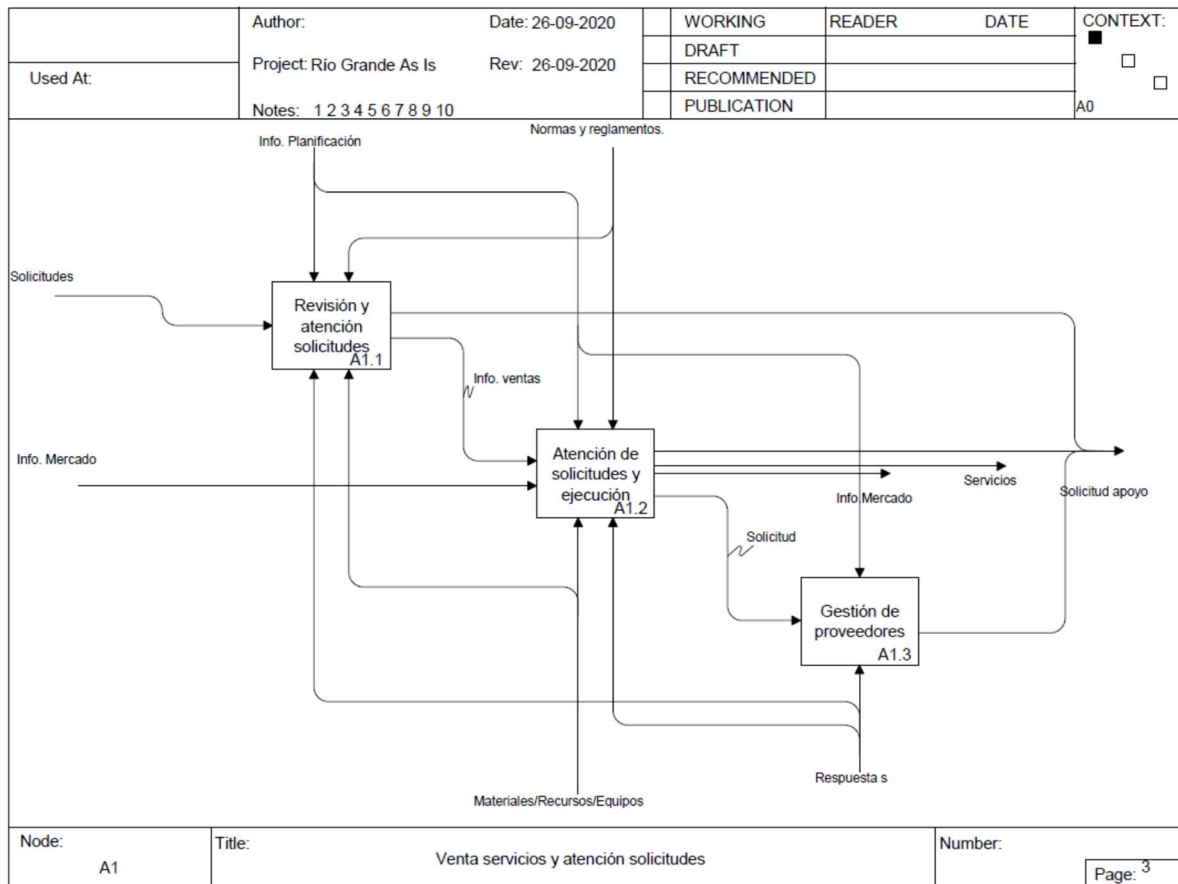 Used At:
Author:
Date: 26-09-2020
Project: Río Grande As Is
Rev: 26-09-2020
Notes: 1 2 3 4 5 6 7 8 9 10
WORKING
DRAFT
RECOMMENDED
PUBLICATION
READER
DATE
CONTEXT:
A0
Normas y reglamentos.
Info. Planificación
Solicitudes
Revisión y
atención
solicitudes
A1.1
Info. ventas
Info. Mercado
Atención de
solicitudes y
ejecución
A1.2
Servicios
Info.Mercado
Solicitud apoyo
Solicitud
Gestión de
proveedores
A1.3
Respuesta s
Materiales/Recursos/Equipos
Node:
A1
Title:
Venta servicios y atención solicitudes
Number:
Page: 3